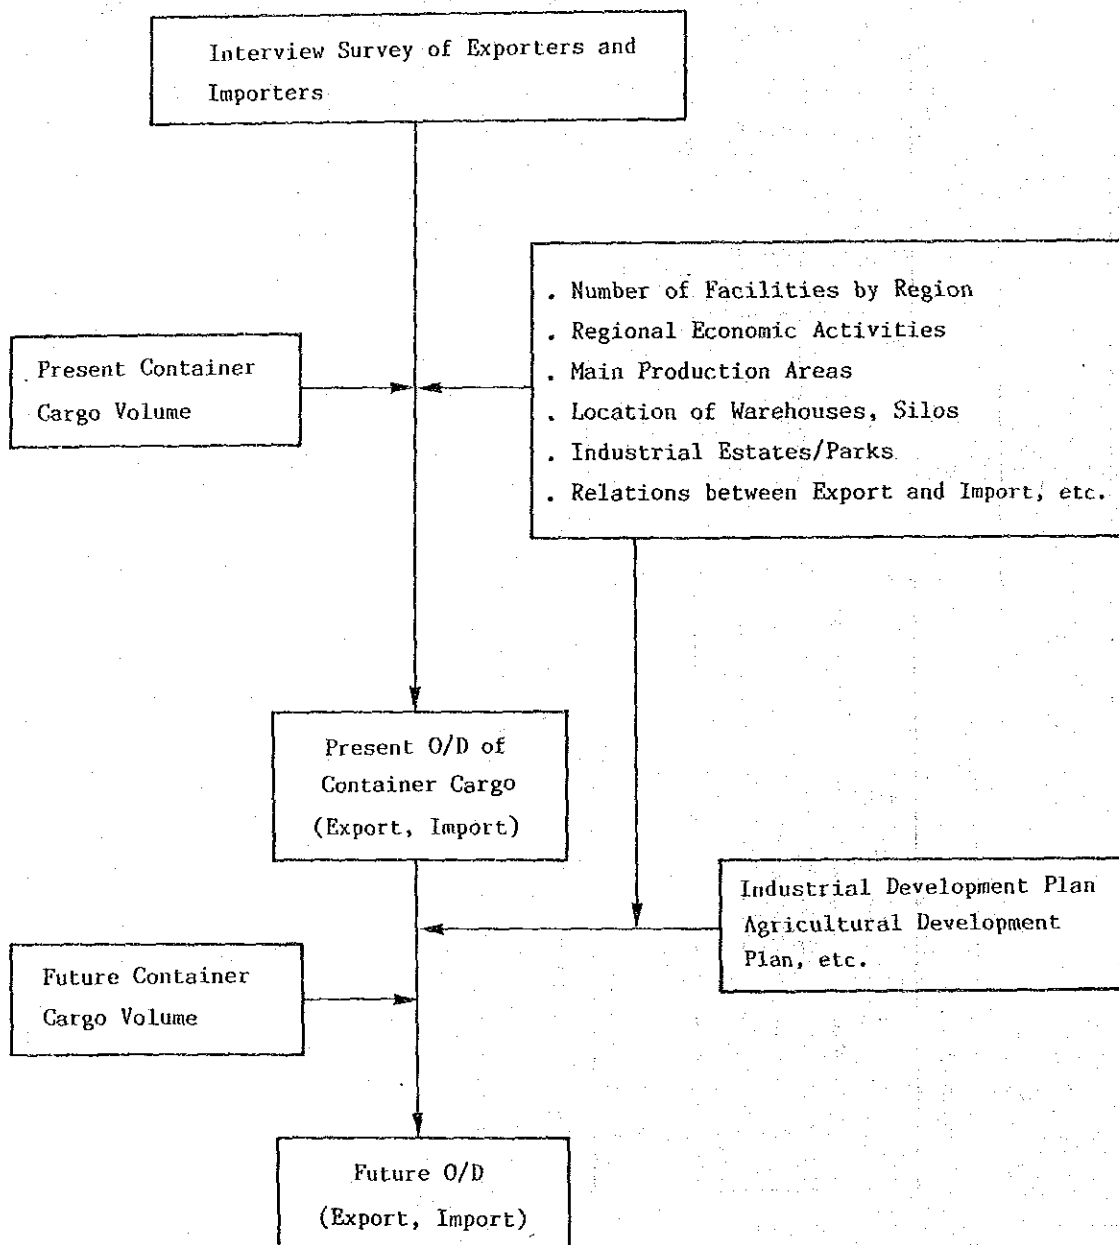 Interview Survey of Exporters and
Importers
. Number of Facilities by Region
. Regional Economic Activities
. Main Production Areas
. Location of Warehouses, Silos
. Industrial Estates/Parks
. Relations between Export and Import, etc.
Present Container
Cargo Volume
Present O/D of
Container Cargo
(Export, Import)
Industrial Development Plan
Agricultural Development
Plan, etc.
Future Container
Cargo Volume
Future O/D
(Export, Import)